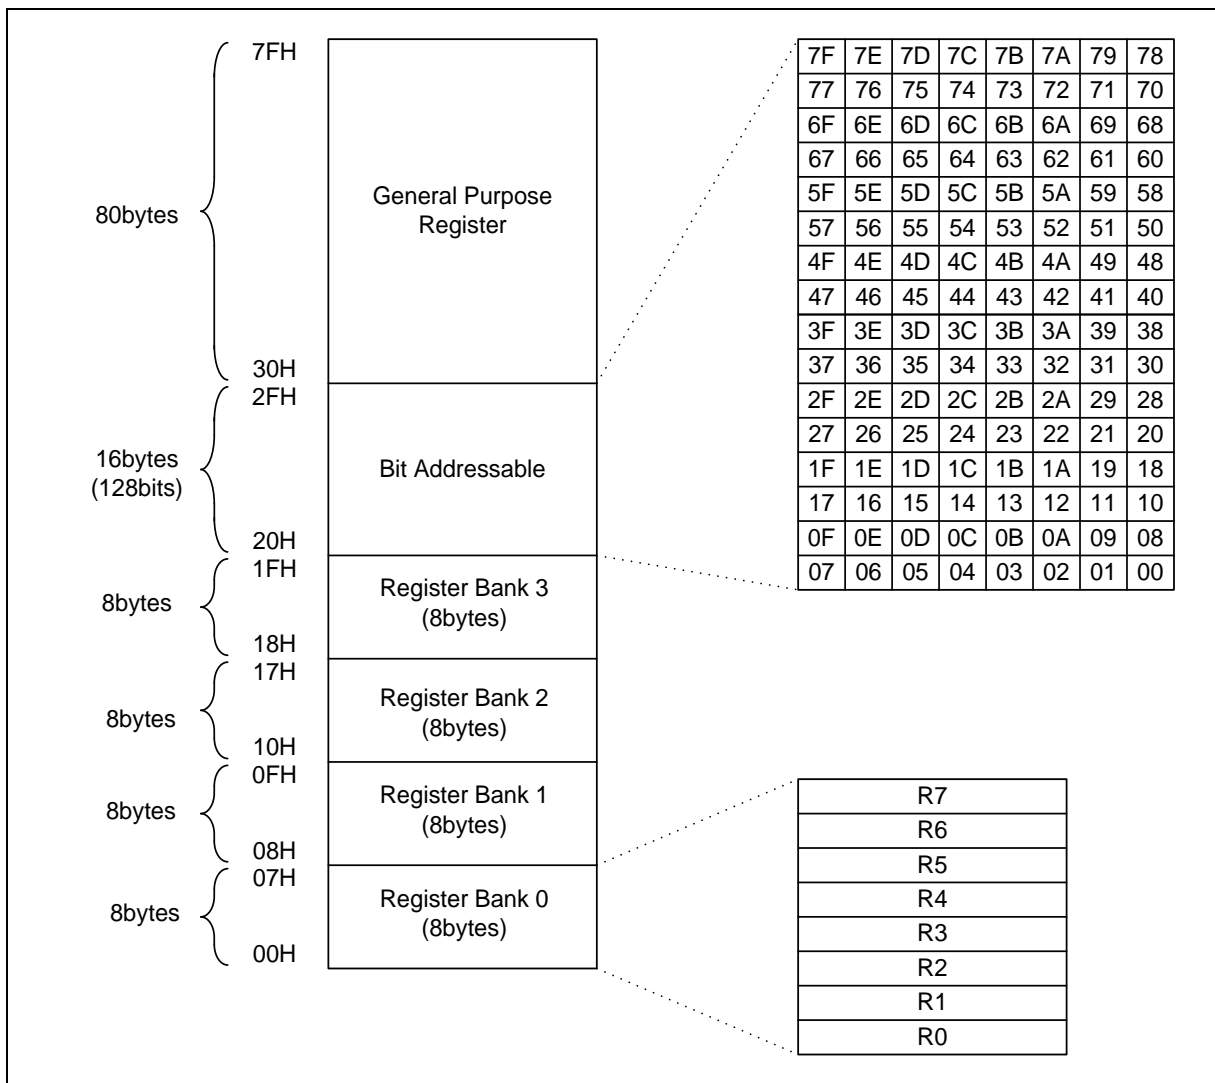 7FH
80bytes
General Purpose
Register
30H
2FH
16bytes
(128bits)
Bit Addressable
20H
1FH
8bytes
Register Bank 3
(8bytes)
18H
17H
8bytes
Register Bank 2
(8bytes)
10H
0FH
8bytes
Register Bank 1
(8bytes)
08H
07H
8bytes
Register Bank 0
(8bytes)
00H
7F 7E 7D 7C 7B 7A 79 78
77 76 75 74 73 72 71 70
6F 6E 6D 6C 6B 6A 69 68
67 66 65 64 63 62 61 60
5F 5E 5D 5C 5B 5A 59 58
57 56 55 54 53 52 51 50
4F 4E 4D 4C 4B 4A 49 48
47 46 45 44 43 42 41 40
3F 3E 3D 3C 3B 3A 39 38
37 36 35 34 33 32 31 30
2F 2E 2D 2C 2B 2A 29 28
27 26 25 24 23 22 21 20
1F 1E 1D 1C 1B 1A 19 18
17 16 15 14 13 12 11 10
0F 0E 0D 0C 0B 0A 09 08
07 06 05 04 03 02 01 00
R7
R6
R5
R4
R3
R2
R1
R0